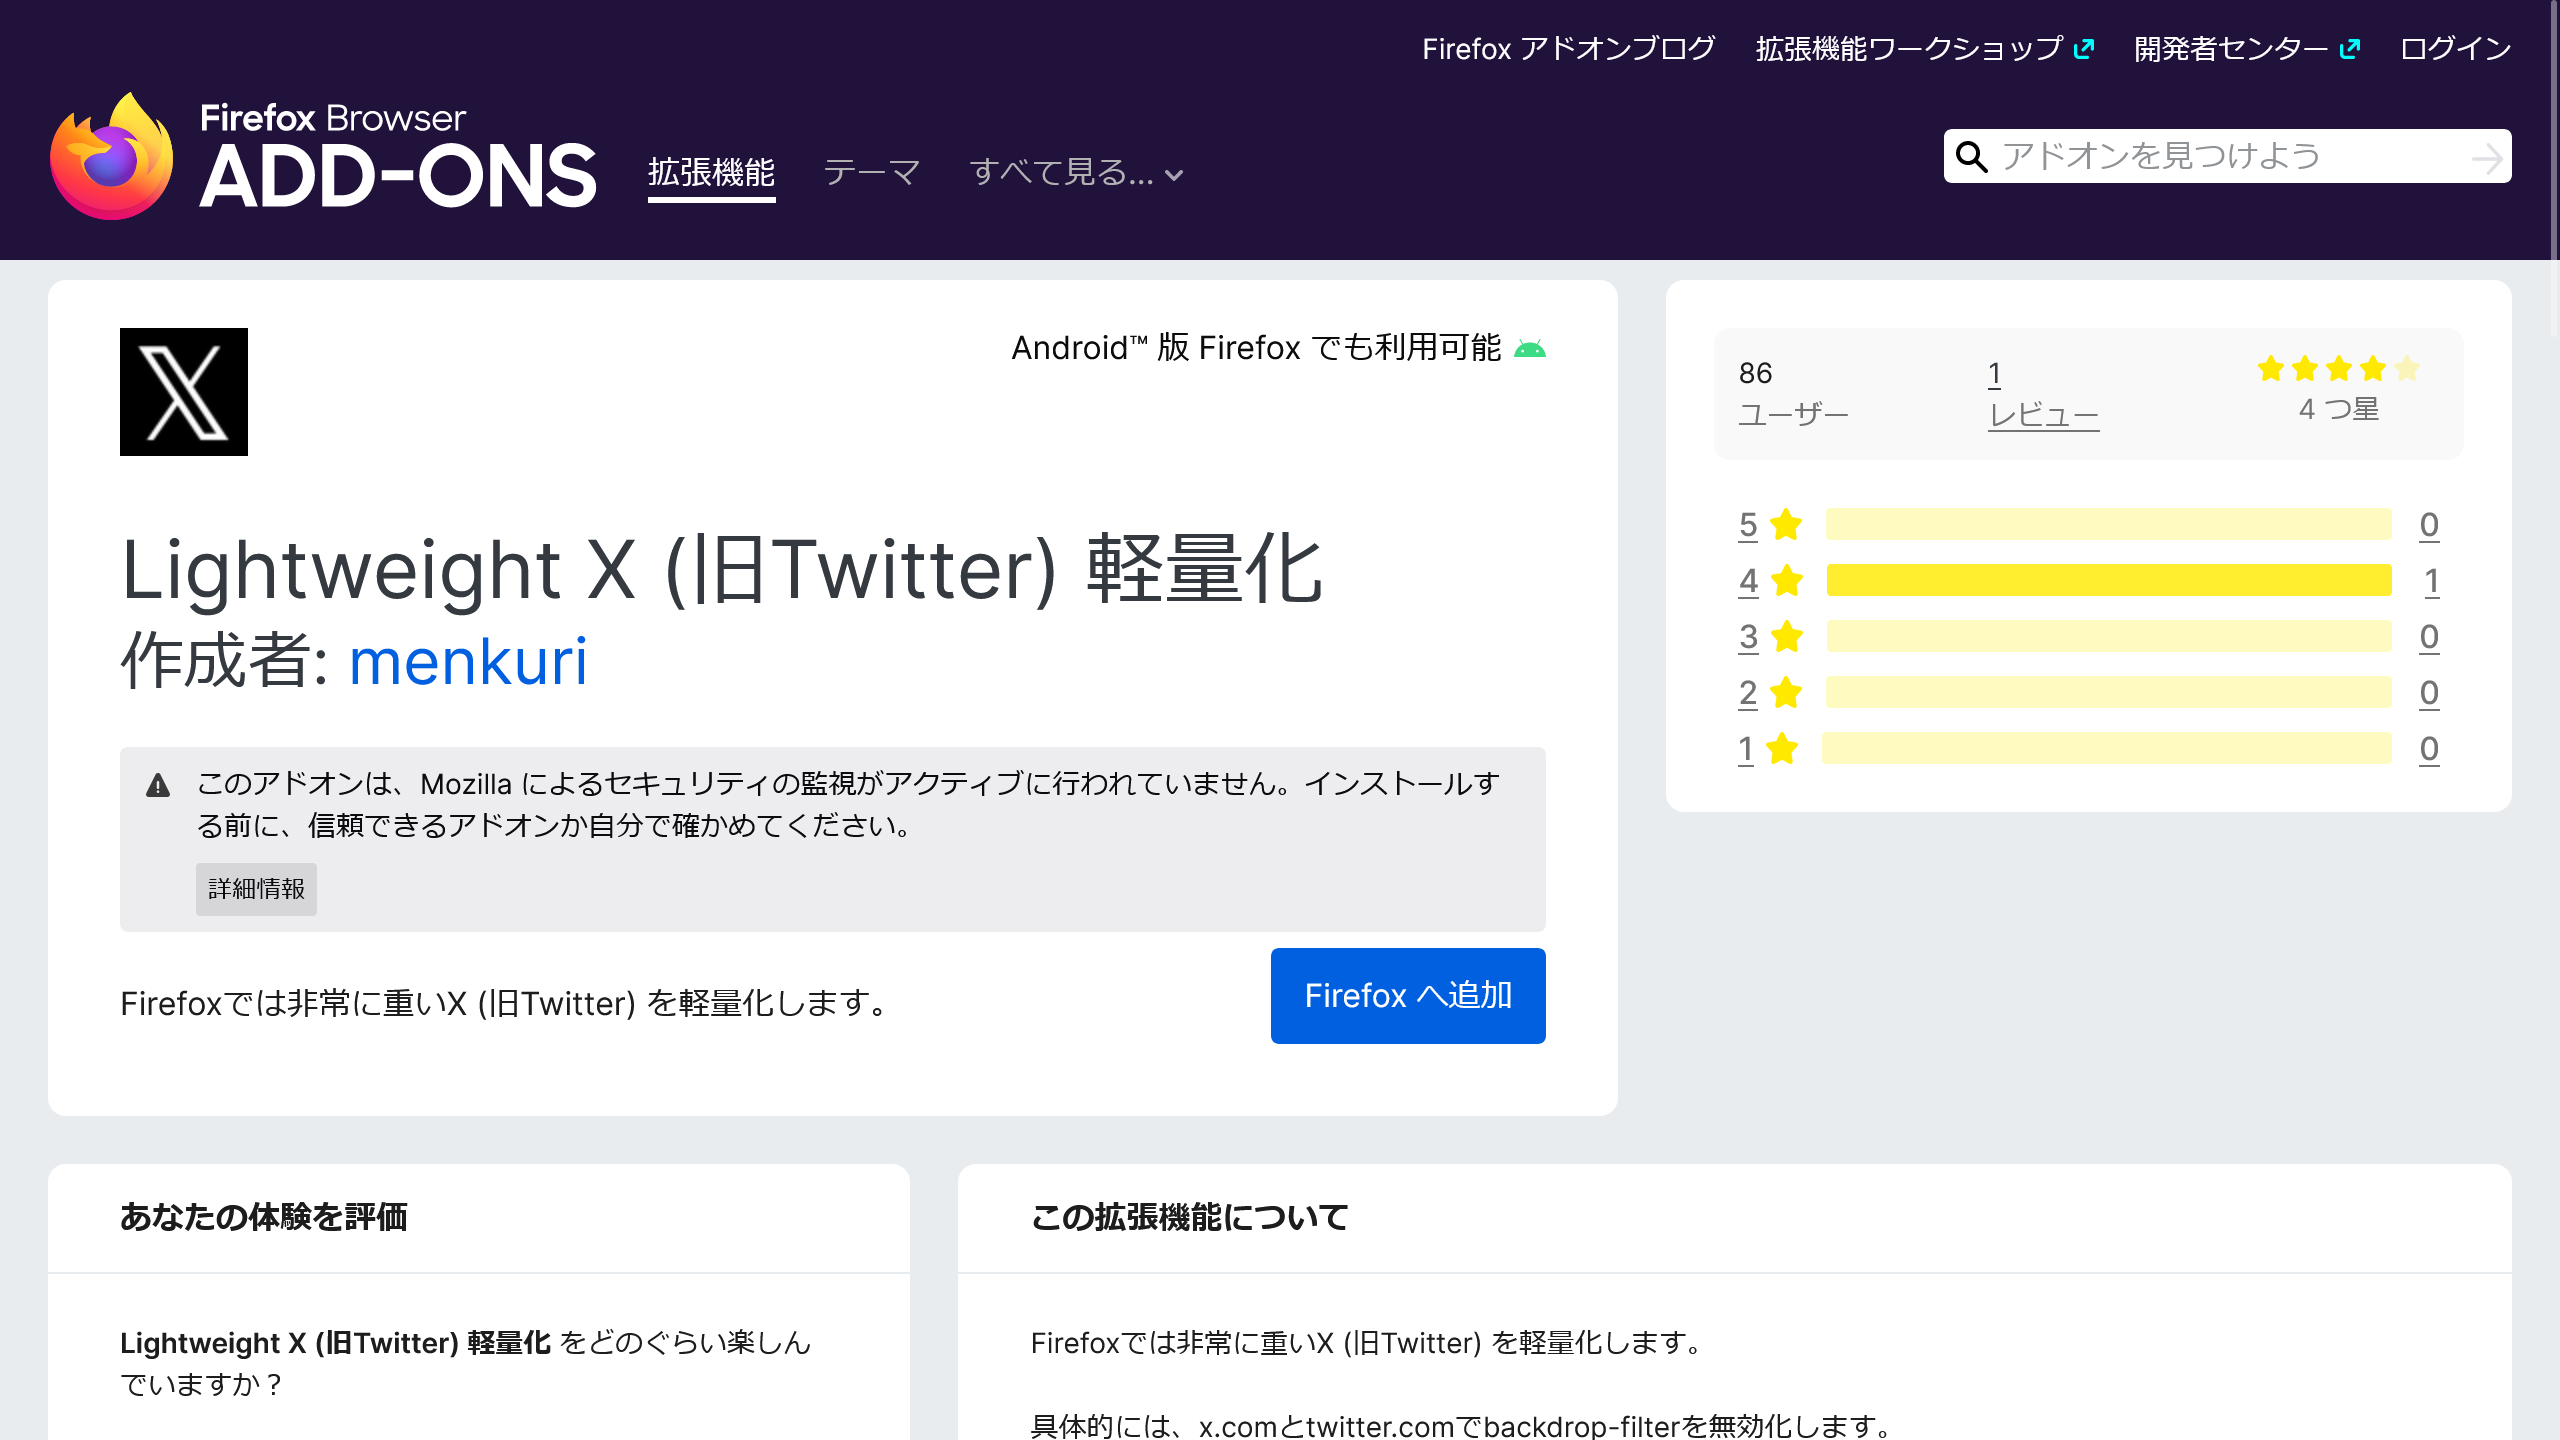 Firefox アドオンブログ 拡張機能ワークショップ 開発者センター ログイン
Firefox Browser
ADD-ONS
拡張機能 テーマ すべて見る...
アドオンを見つけよう
Android™ 版 Firefox でも利用可能
Lightweight X (旧Twitter) 軽量化
作成者: menkuri
このアドオンは、Mozilla によるセキュリティの監視がアクティブに行われていません。インストールす
る前に、信頼できるアドオンか自分で確かめてください。
詳細情報
Firefoxでは非常に重いX (旧Twitter) を軽量化します。
Firefox へ追加
86
ユーザー
1
レビュー
4 つ星
5 0
4 1
3 0
2 0
1 0
あなたの体験を評価
Lightweight X (旧Twitter) 軽量化 をどのぐらい楽しん
でいますか？
この拡張機能について
Firefoxでは非常に重いX (旧Twitter) を軽量化します。
具体的には、x.comとtwitter.comでbackdrop-filterを無効化します。